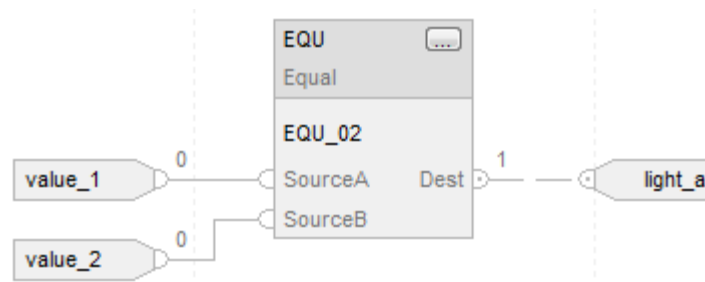 EQU ...
Equal
EQU_02
0
value_1 SourceA Dest 1 light_a
0
SourceB
value_2